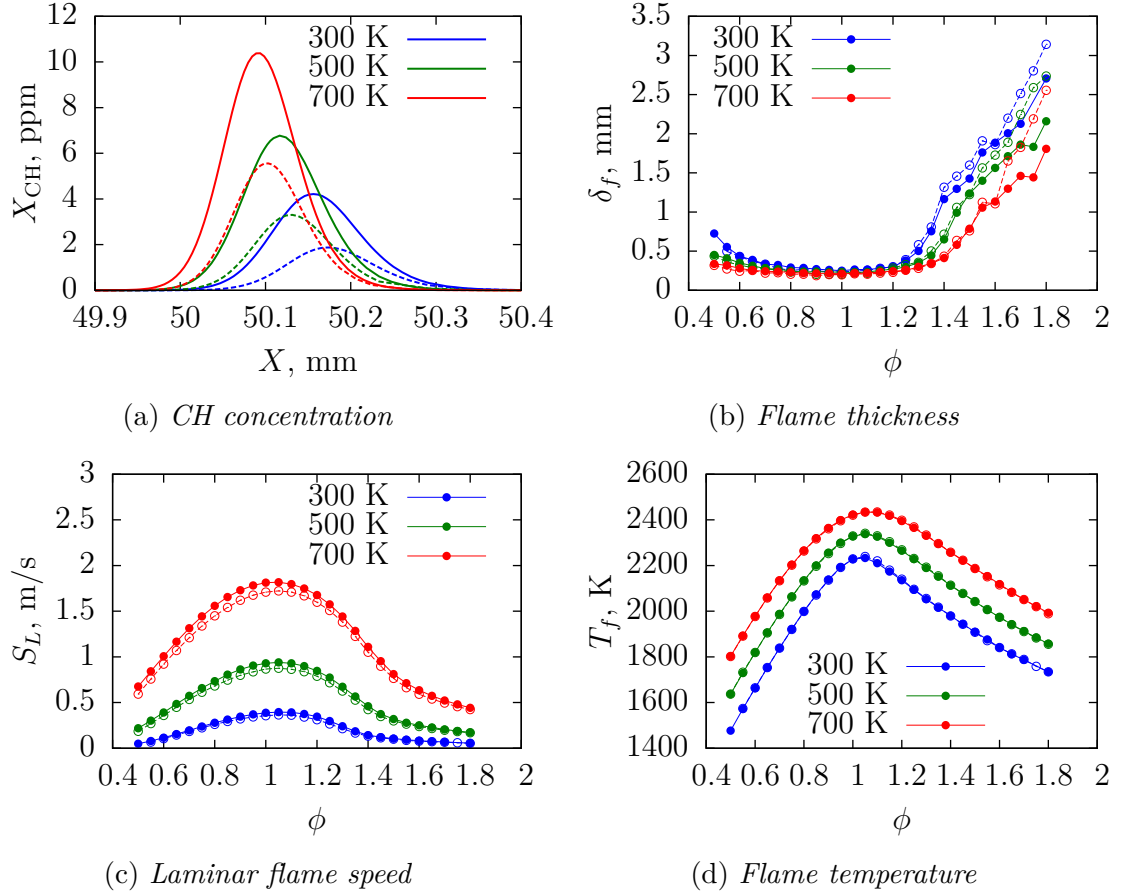 12
10
8
6
4
2
0
X_CH, ppm
300 K
500 K
700 K
49.9 50 50.1 50.2 50.3 50.4
X, mm
(a) CH concentration
3.5
3
2.5
2
1.5
1
0.5
0
δ_f, mm
300 K
500 K
700 K
0.4 0.6 0.8 1 1.2 1.4 1.6 1.8 2
ϕ
(b) Flame thickness
3
2.5
2
1.5
1
0.5
0
S_L, m/s
300 K
500 K
700 K
0.4 0.6 0.8 1 1.2 1.4 1.6 1.8 2
ϕ
(c) Laminar flame speed
2600
2400
2200
2000
1800
1600
1400
T_f, K
300 K
500 K
700 K
0.4 0.6 0.8 1 1.2 1.4 1.6 1.8 2
ϕ
(d) Flame temperature